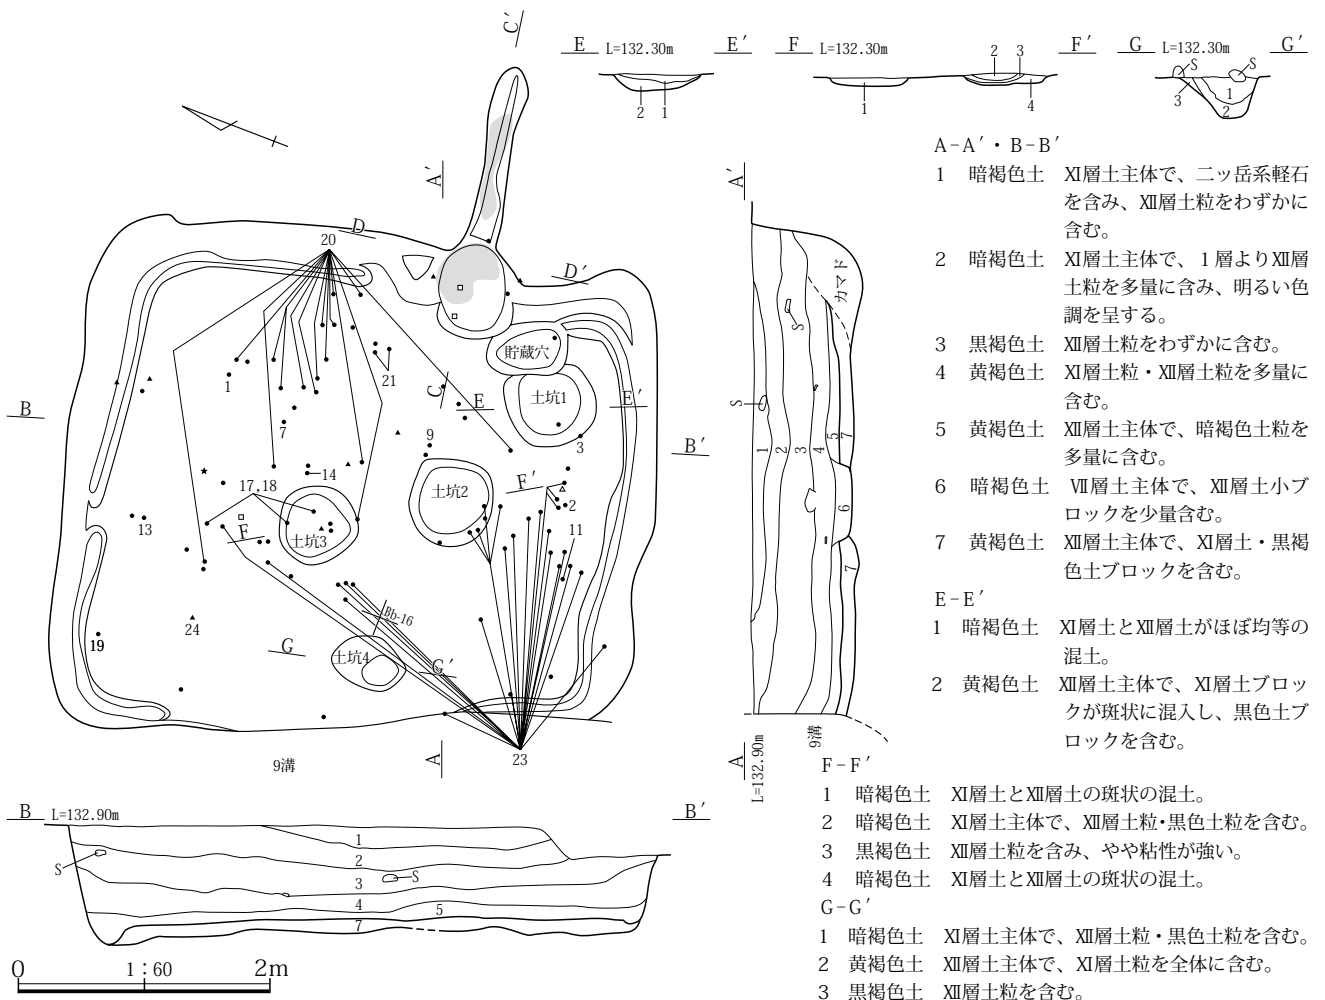 C′
E L=132.30m E′
F L=132.30m F′
G L=132.30m G′
2 1
1
2 3
4
S S
3 1
2
A′
D
20
D′
貯蔵穴
土坑1
E′
C
E
1
21
7
9
3
B
B′
14
17,18
F
土坑3
土坑2
F′
2
11
13
Bb-16
24
19
G
土坑4
G′
9溝
A
23
A′
カマド
S
S
1 2 3 4 5 7
6
7
9溝
A
L=132.90m
B L=132.90m B′
S
1
2
3
S
4
5
7
0 1：60 2m
A-A′・B-B′
1 暗褐色土 Ⅺ層土主体で、二ッ岳系軽石
を含み、Ⅻ層土粒をわずかに
含む。
2 暗褐色土 Ⅺ層土主体で、１層よりⅫ層
土粒を多量に含み、明るい色
調を呈する。
3 黒褐色土 Ⅻ層土粒をわずかに含む。
4 黄褐色土 Ⅺ層土粒・Ⅻ層土粒を多量に
含む。
5 黄褐色土 Ⅻ層土主体で、暗褐色土粒を
多量に含む。
6 暗褐色土 Ⅶ層土主体で、Ⅻ層土小ブ
ロックを少量含む。
7 黄褐色土 Ⅻ層土主体で、Ⅺ層土・黒褐
色土ブロックを含む。
E-E′
1 暗褐色土 Ⅺ層土とⅫ層土がほぼ均等の
混土。
2 黄褐色土 Ⅻ層土主体で、Ⅺ層土ブロッ
クが斑状に混入し、黒色土ブ
ロックを含む。
F-F′
1 暗褐色土 Ⅺ層土とⅫ層土の斑状の混土。
2 暗褐色土 Ⅺ層土主体で、Ⅻ層土粒・黒色土粒を含む。
3 黒褐色土 Ⅻ層土粒を含み、やや粘性が強い。
4 暗褐色土 Ⅺ層土とⅫ層土の斑状の混土。
G-G′
1 暗褐色土 Ⅺ層土主体で、Ⅻ層土粒・黒色土粒を含む。
2 黄褐色土 Ⅻ層土主体で、Ⅺ層土粒を全体に含む。
3 黒褐色土 Ⅻ層土粒を含む。